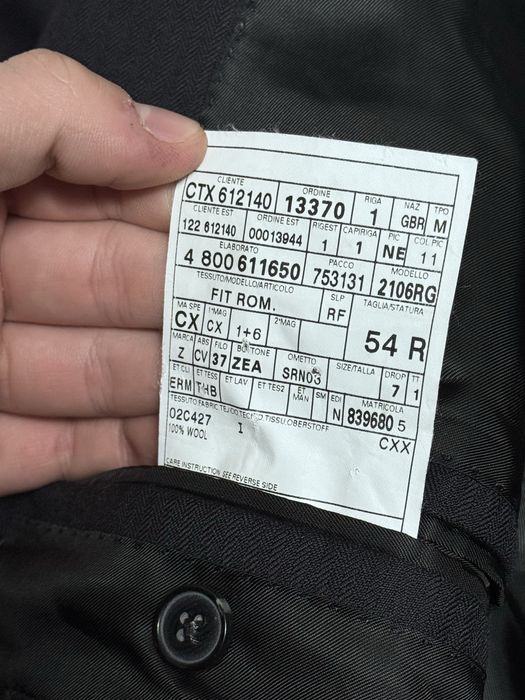 CLIENTE ORDINE RIGA NAZ TPO
CTX 612140 13370 1 GBR M
CLIENTE EST ORDINE EST RIGEST CAPIRIGA PIC COL.PIC
122 612140 00013944 1 1 NE 11
ELABORATO PACCO MODELLO
4 800611650 753131 2106RG
TESSUTO/MODELLO/ARTICOLO SLP TAGLIA/STATURA
FIT ROM. RF 54 R
MA SPE 1°MAG 2°MAG
CX CX 1+6
MARCA ABS FILO BOTTONE OMETTO SIZE/TALLA DROP TT
Z CV 37 ZEA SRN03 7 1
ET CLI ET TESS ET LAV ET TES2 ET MAN SM EDI MATRICOLA
ERM THB N 839680 5
TESSUTO FABRIC TEJIDO TECHO TISSU OBERSTOFF CXX
02C427 I
100% WOOL
CARE INSTRUCTION SEE REVERSE SIDE